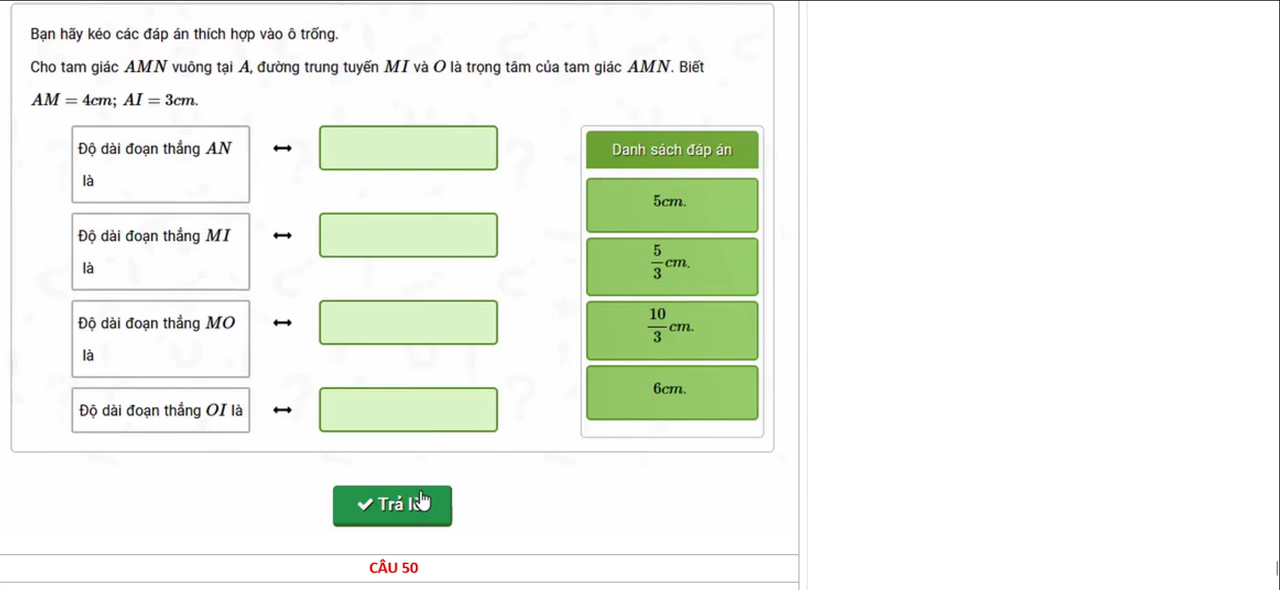 Bạn hãy kéo các đáp án thích hợp vào ô trống.
Cho tam giác AMN vuông tại A, đường trung tuyến MI và O là trọng tâm của tam giác AMN. Biết
AM = 4cm; AI = 3cm.
Độ dài đoạn thẳng AN
là
Độ dài đoạn thẳng MI
là
Độ dài đoạn thẳng MO
là
Độ dài đoạn thẳng OI là
Danh sách đáp án
5cm.
5/3 cm.
10/3 cm.
6cm.
Trả
CÂU 50